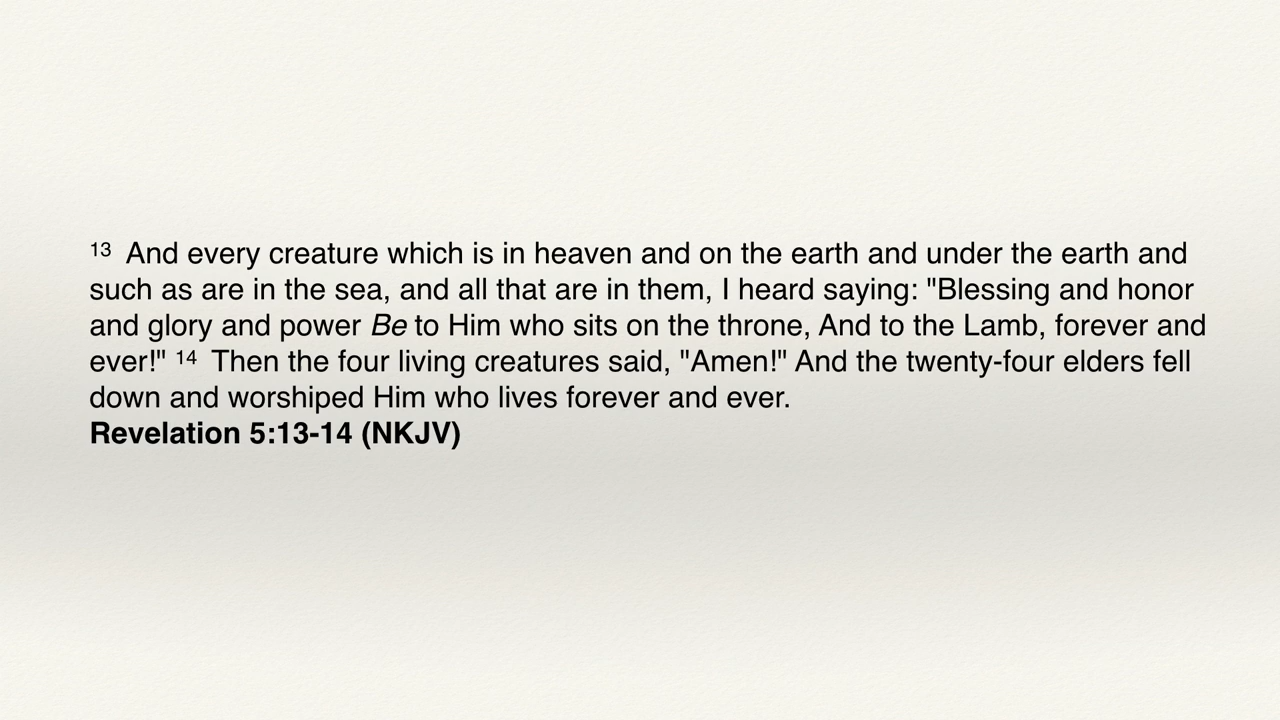 13 And every creature which is in heaven and on the earth and under the earth and
such as are in the sea, and all that are in them, I heard saying: "Blessing and honor
and glory and power Be to Him who sits on the throne, And to the Lamb, forever and
ever!" 14 Then the four living creatures said, "Amen!" And the twenty-four elders fell
down and worshiped Him who lives forever and ever.
Revelation 5:13-14 (NKJV)